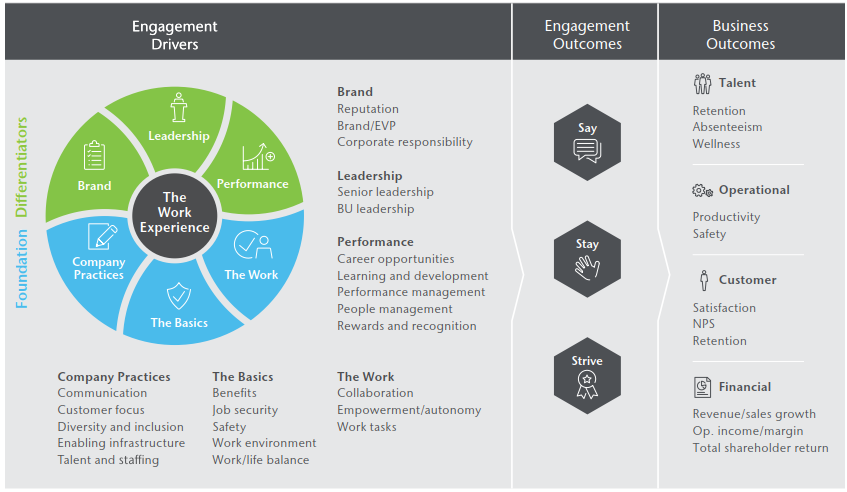 Engagement
Drivers
Engagement
Outcomes
Business
Outcomes
Differentiators
Foundation
Leadership
Brand
Performance
The
Work
Experience
Company
Practices
The Work
The Basics
Brand
Reputation
Brand/EVP
Corporate responsibility
Leadership
Senior leadership
BU leadership
Performance
Career opportunities
Learning and development
Performance management
People management
Rewards and recognition
Company Practices
Communication
Customer focus
Diversity and inclusion
Enabling infrastructure
Talent and staffing
The Basics
Benefits
Job security
Safety
Work environment
Work/life balance
The Work
Collaboration
Empowerment/autonomy
Work tasks
Say
Stay
Strive
Talent
Retention
Absenteeism
Wellness
Operational
Productivity
Safety
Customer
Satisfaction
NPS
Retention
Financial
Revenue/sales growth
Op. income/margin
Total shareholder return